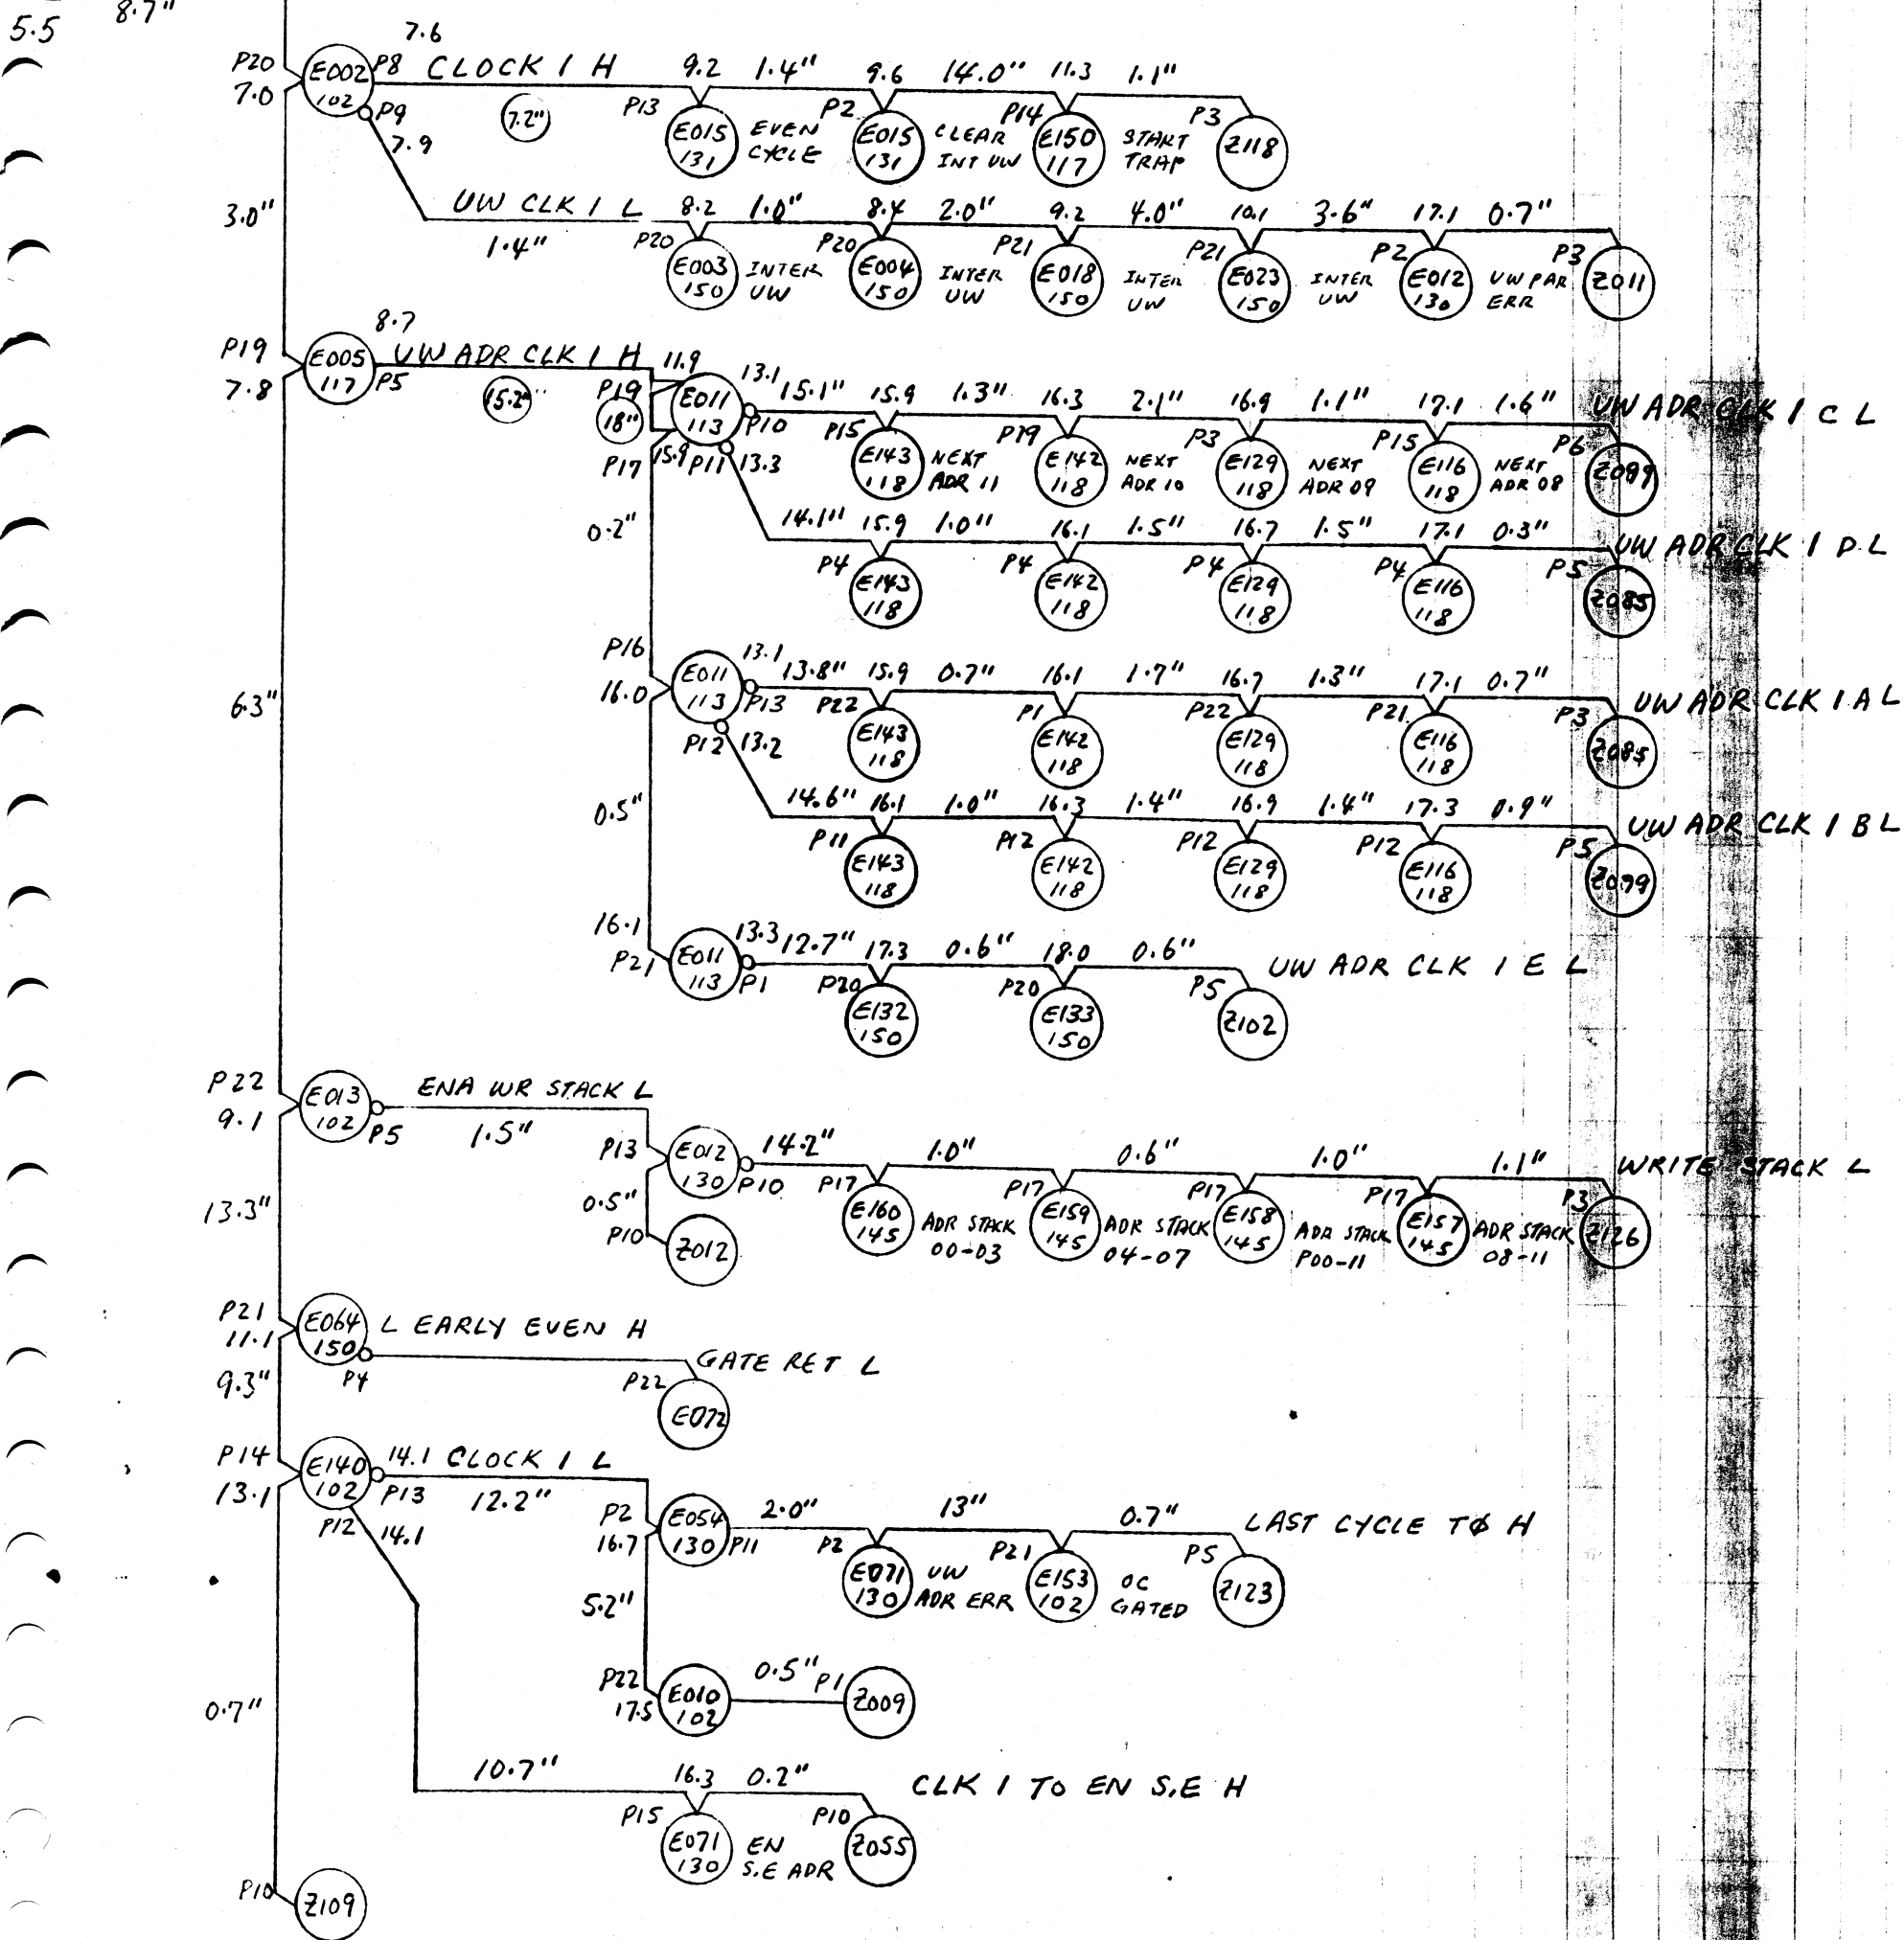 5.5 8.7"
7.6
P20 E002 P8 CLOCK 1 H 9.2 1.4" 9.6 14.0" 11.3 1.1"
7.0 102 P9 7.2" P13 E015 EVEN P2 E015 CLEAR P14 E150 START P3 Z118
7.9 131 CYCLE 131 INT UW 117 TRAP
3.0" UW CLK 1 L 8.2 1.0" 8.4 2.0" 9.2 4.0" 10.1 3.6" 17.1 0.7"
1.4" P20 P20 P21 P21 P2 P3
E003 INTER E004 INTER E018 INTER E023 INTER E012 UW PAR Z011
150 UW 150 UW 150 UW 150 UW 130 ERR
8.7
P19 E005 UW ADR CLK 1 H 11.9
7.8 117 P5 15.2" P19 E011 13.1 15.1" 15.9 1.3" 16.3 2.1" 16.9 1.1" 17.1 1.6" UW ADR CLK 1 C L
18" 113 P10 P15 P19 P3 P15 P6
P17 15.9 P11 13.3 E143 NEXT E142 NEXT E129 NEXT E116 NEXT Z099
118 ADR 11 118 ADR 10 118 ADR 09 118 ADR 08
0.2" 14.1" 15.9 1.0" 16.1 1.5" 16.7 1.5" 17.1 0.3" UW ADR CLK 1 D L
P4 P4 P4 P4 P5
E143 E142 E129 E116 Z085
118 118 118 118
P16 E011 13.1 13.8" 15.9 0.7" 16.1 1.7" 16.7 1.3" 17.1 0.7" UW ADR CLK 1 A L
6.3" 16.0 113 P13 P22 P1 P22 P21 P3
P12 13.2 E143 E142 E129 E116 Z085
118 118 118 118
0.5" 14.6" 16.1 1.0" 16.3 1.4" 16.9 1.4" 17.3 0.9" UW ADR CLK 1 B L
P11 P12 P12 P12 P5
E143 E142 E129 E116 Z099
118 118 118 118
16.1 E011 13.3 12.7" 17.3 0.6" 18.0 0.6" UW ADR CLK 1 E L
P21 113 P1 P20 P20 P5
E132 E133 Z102
150 150
P22 E013 ENA WR STACK L
9.1 102 P5 1.5"
P13 E012 14.2" 1.0" 0.6" 1.0" 1.1" WRITE STACK L
130 P10 P17 P17 P17 P17 P3
13.3" 0.5" E160 ADR STACK E159 ADR STACK E158 ADR STACK E157 ADR STACK Z126
P10 Z012 145 00-03 145 04-07 145 P00-11 145 08-11
P21 E064 L EARLY EVEN H
11.1 150 P4 P22 GATE RET L
9.3" E072
P14 E140 14.1 CLOCK 1 L
13.1 102 P13 12.2"
P12 14.1 P2 E054 2.0" 13" 0.7" LAST CYCLE TØ H
16.7 130 P11 P2 P21 P5
5.2" E071 UW E153 OC Z123
130 ADR ERR 102 GATED
P22 E010 0.5" P1 Z009
0.7" 17.5 102
10.7" 16.3 0.2" CLK 1 TO EN S.E H
P15 P10
E071 EN Z055
130 S.E ADR
P10 Z109